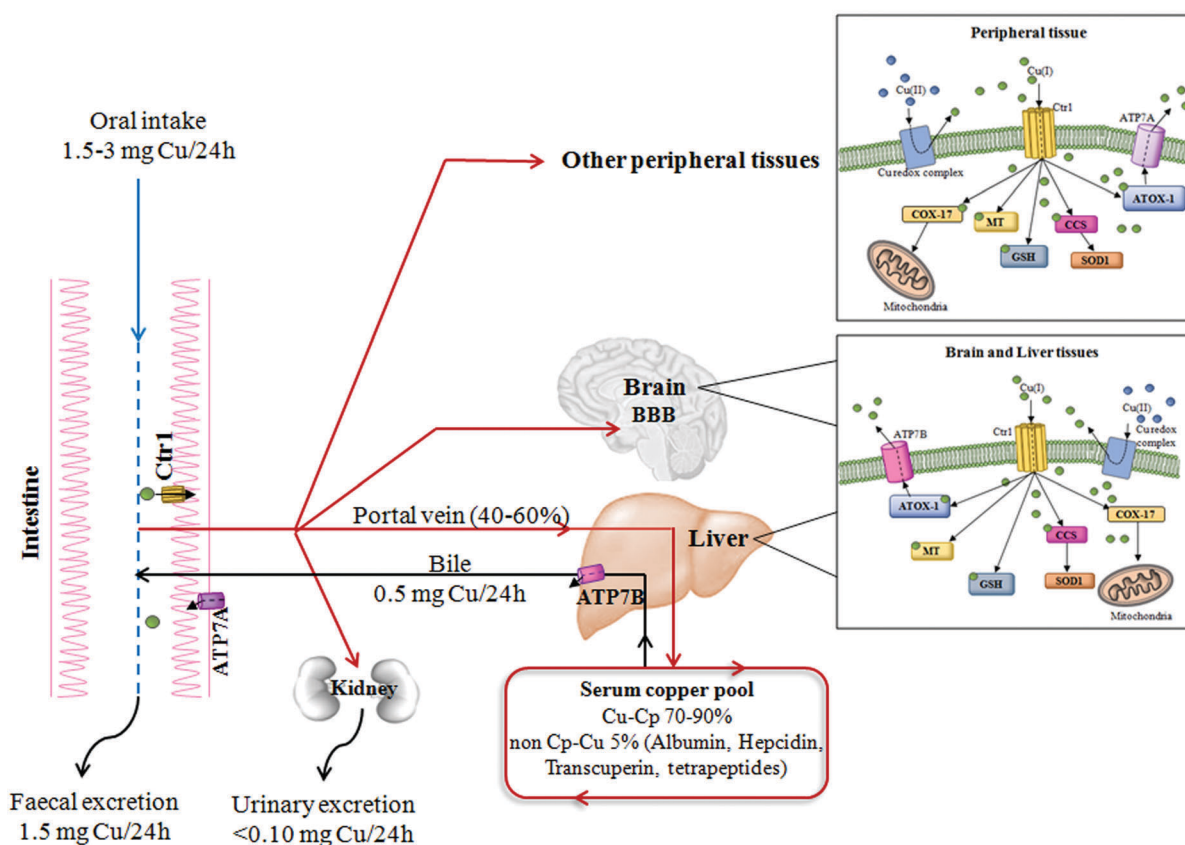 Oral intake
1.5-3 mg Cu/24h
Intestine
Ctr1
ATP7A
Faecal excretion
1.5 mg Cu/24h
Urinary excretion
<0.10 mg Cu/24h
Kidney
Portal vein (40-60%)
Bile
0.5 mg Cu/24h
Other peripheral tissues
Brain
BBB
Liver
ATP7B
Serum copper pool
Cu-Cp 70-90%
non Cp-Cu 5% (Albumin, Hepcidin,
Transcuperin, tetrapeptides)
Peripheral tissue
Cu(II)
Cu(I)
Ctr1
ATP7A
Cu redox complex
COX-17
MT
GSH
CCS
SOD1
ATOX-1
Mitochondria
Brain and Liver tissues
Cu(I)
Cu(II)
Ctr1
Cu redox
complex
ATP7B
ATOX-1
MT
GSH
CCS
SOD1
COX-17
Mitochondria